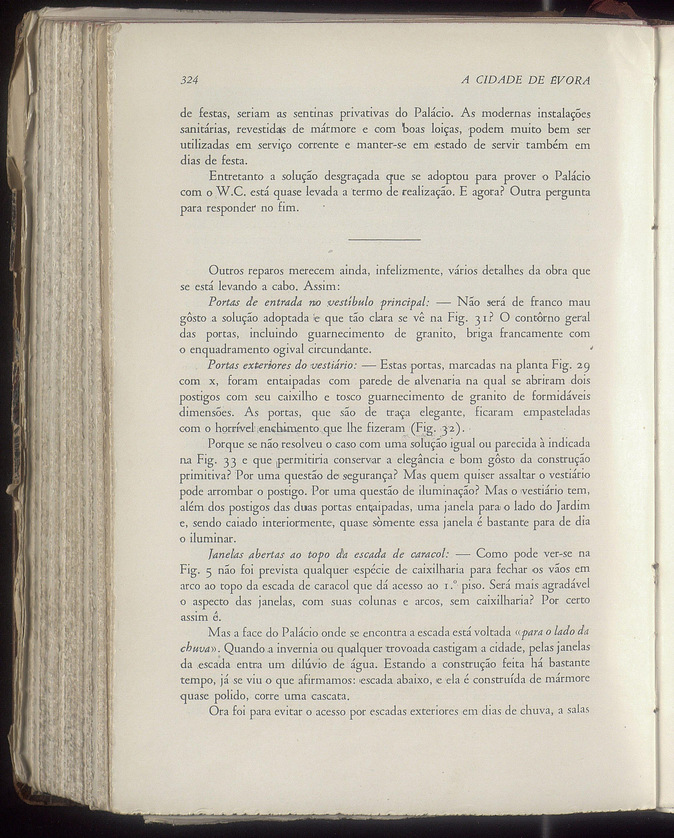 324
A CIDADE DE ÉVORA
de festas, seriam as sentinas privativas do Palácio. As modernas instalações
sanitárias, revestidas de mármore e com boas loiças, podem muito bem ser
utilizadas em serviço corrente e manter-se em estado de servir também em
dias de festa.
Entretanto a solução desgraçada que se adoptou para prover o Palácio
com o W.C. está quase levada a termo de realização. E agora? Outra pergunta
para responder no fim.
Outros reparos merecem ainda, infelizmente, vários detalhes da obra que
se está levando a cabo. Assim:
Portas de entrada no vestíbulo principal: — Não será de franco mau
gôsto a solução adoptada e que tão clara se vê na Fig. 31? O contôrno geral
das portas, incluindo guarnecimento de granito, briga francamente com
o enquadramento ogival circundante.
Portas exteriores do vestiário: — Estas portas, marcadas na planta Fig. 29
com x, foram entaipadas com parede de alvenaria na qual se abriram dois
postigos com seu caixilho e tosco guarnecimento de granito de formidáveis
dimensões. As portas, que são de traça elegante, ficaram empasteladas
com o horrível enchimento que lhe fizeram (Fig. 32).
Porque se não resolveu o caso com uma solução igual ou parecida à indicada
na Fig. 33 e que permitiria conservar a elegância e bom gôsto da construção
primitiva? Por uma questão de segurança? Mas quem quiser assaltar o vestiário
pode arrombar o postigo. Por uma questão de iluminação? Mas o vestiário tem,
além dos postigos das duas portas entaipadas, uma janela para o lado do Jardim
e, sendo caiado interiormente, quase sòmente essa janela é bastante para de dia
o iluminar.
Janelas abertas ao topo da escada de caracol: — Como pode ver-se na
Fig. 5 não foi prevista qualquer espécie de caixilharia para fechar os vãos em
arco ao topo da escada de caracol que dá acesso ao 1.º piso. Será mais agradável
o aspecto das janelas, com suas colunas e arcos, sem caixilharia? Por certo
assim é.
Mas a face do Palácio onde se encontra a escada está voltada «para o lado da
chuva». Quando a invernia ou qualquer trovoada castigam a cidade, pelas janelas
da escada entra um dilúvio de água. Estando a construção feita há bastante
tempo, já se viu o que afirmamos: escada abaixo, e ela é construída de mármore
quase polido, corre uma cascata.
Ora foi para evitar o acesso por escadas exteriores em dias de chuva, a salas